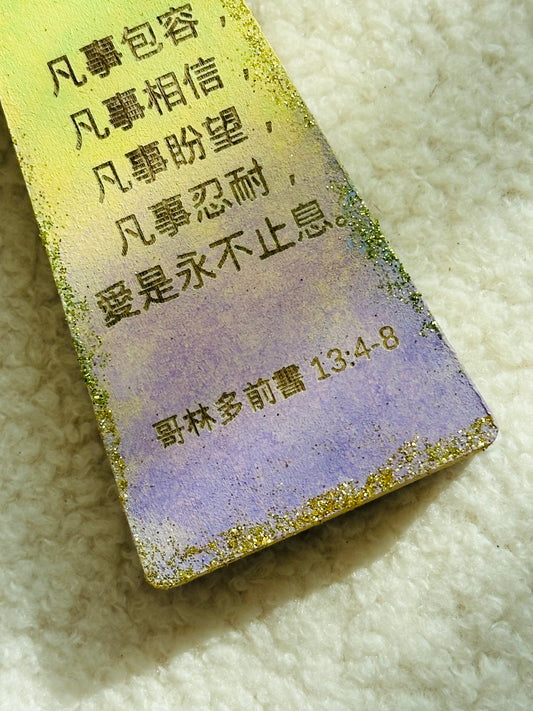 凡事包容，
凡事相信，
凡事盼望，
凡事忍耐，
愛是永不止息。
哥林多前書 13:4-8